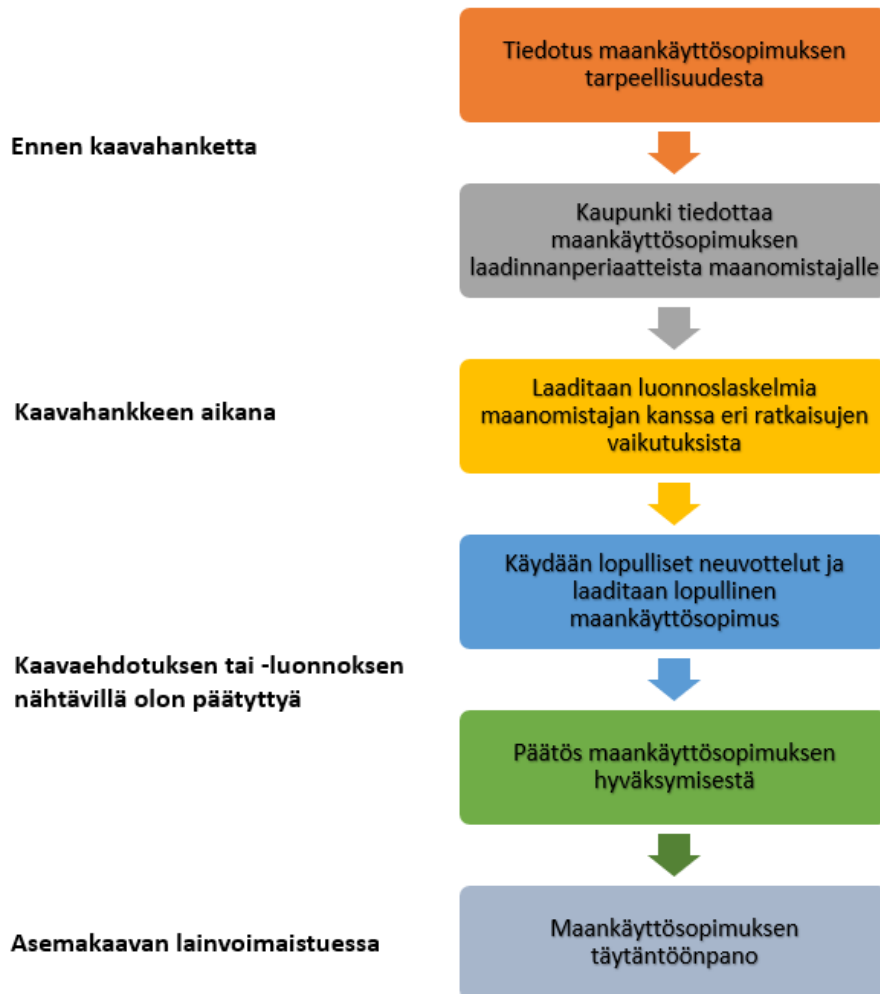 Tiedotus maankäyttösopimuksen
tarpeellisuudesta
Ennen kaavahanketta
Kaupunki tiedottaa
maankäyttösopimuksen
laadinnanperiaatteista maanomistajalle
Kaavahankkeen aikana
Laaditaan luonnoslaskelmia
maanomistajan kanssa eri ratkaisujen
vaikutuksista
Käydään lopulliset neuvottelut ja
laaditaan lopullinen
maankäyttösopimus
Kaavaehdotuksen tai -luonnoksen
nähtävillä olon päätyttyä
Päätös maankäyttösopimuksen
hyväksymisestä
Asemakaavan lainvoimaistuessa
Maankäyttösopimuksen
täytäntöönpano